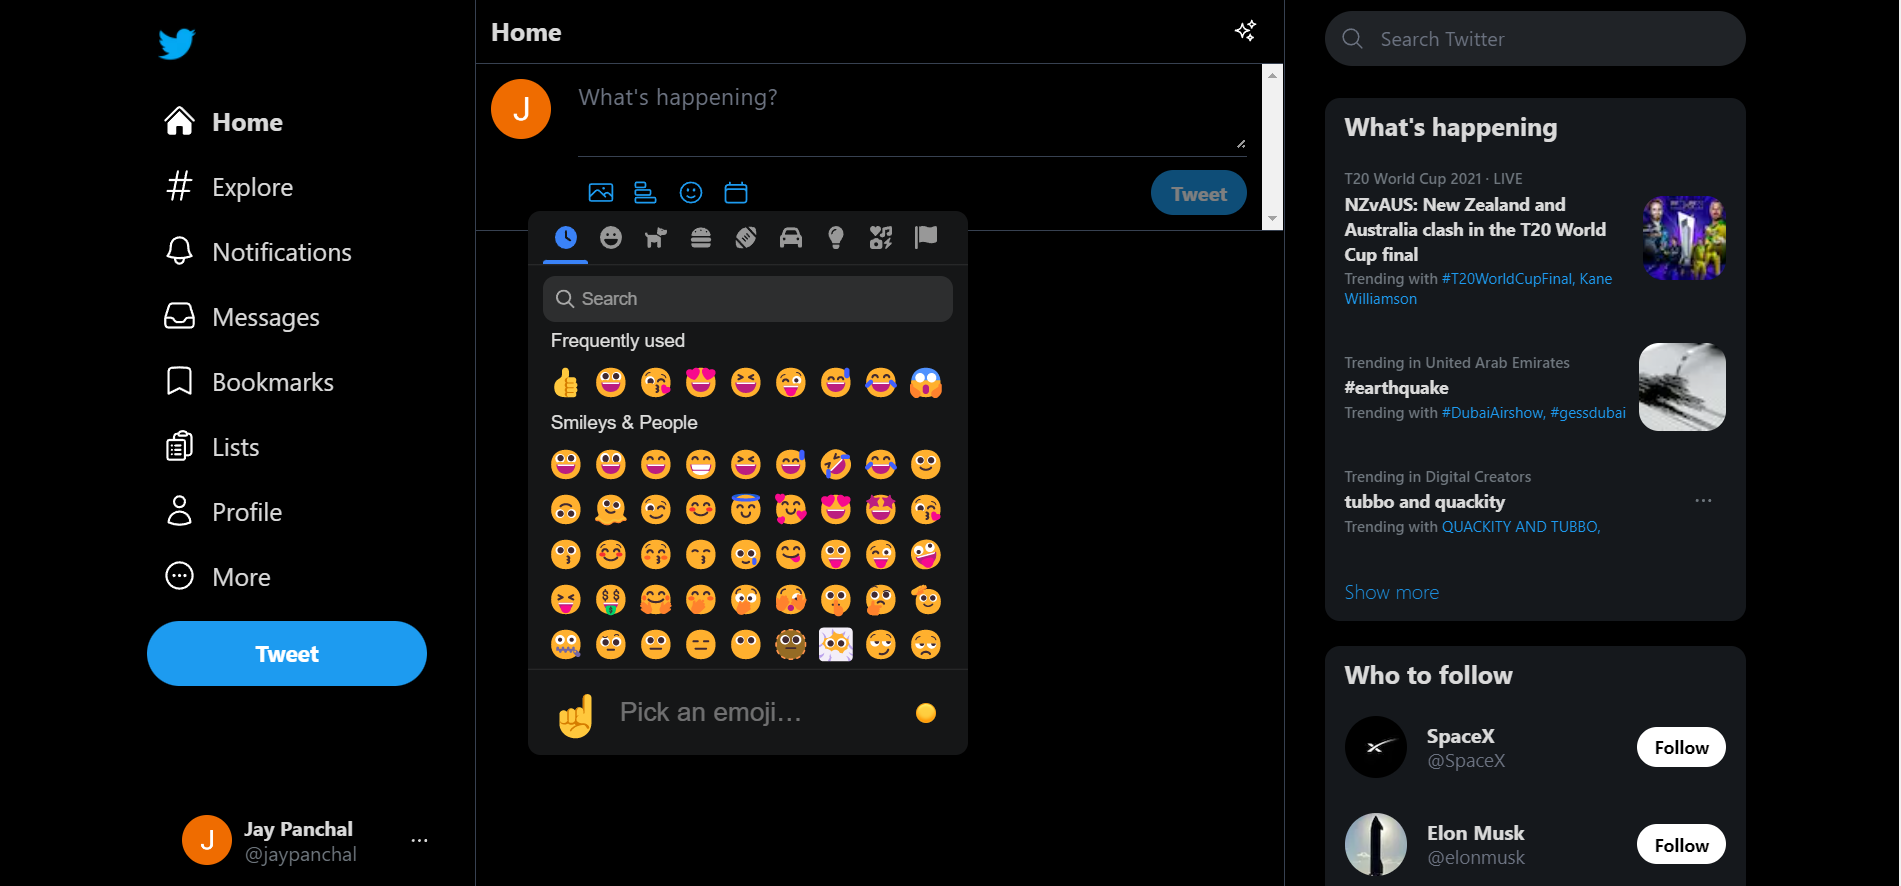 Home
Explore
Notifications
Messages
Bookmarks
Lists
Profile
More
Tweet
J
Jay Panchal
@jaypanchal
Home
J
What's happening?
Tweet
Search
Frequently used
Smileys & People
Pick an emoji…
Search Twitter
What's happening
T20 World Cup 2021 · LIVE
NZvAUS: New Zealand and
Australia clash in the T20 World
Cup final
Trending with #T20WorldCupFinal, Kane
Williamson
Trending in United Arab Emirates
#earthquake
Trending with #DubaiAirshow, #gessdubai
Trending in Digital Creators
tubbo and quackity
Trending with QUACKITY AND TUBBO,
Show more
Who to follow
SpaceX
@SpaceX
Follow
Elon Musk
@elonmusk
Follow